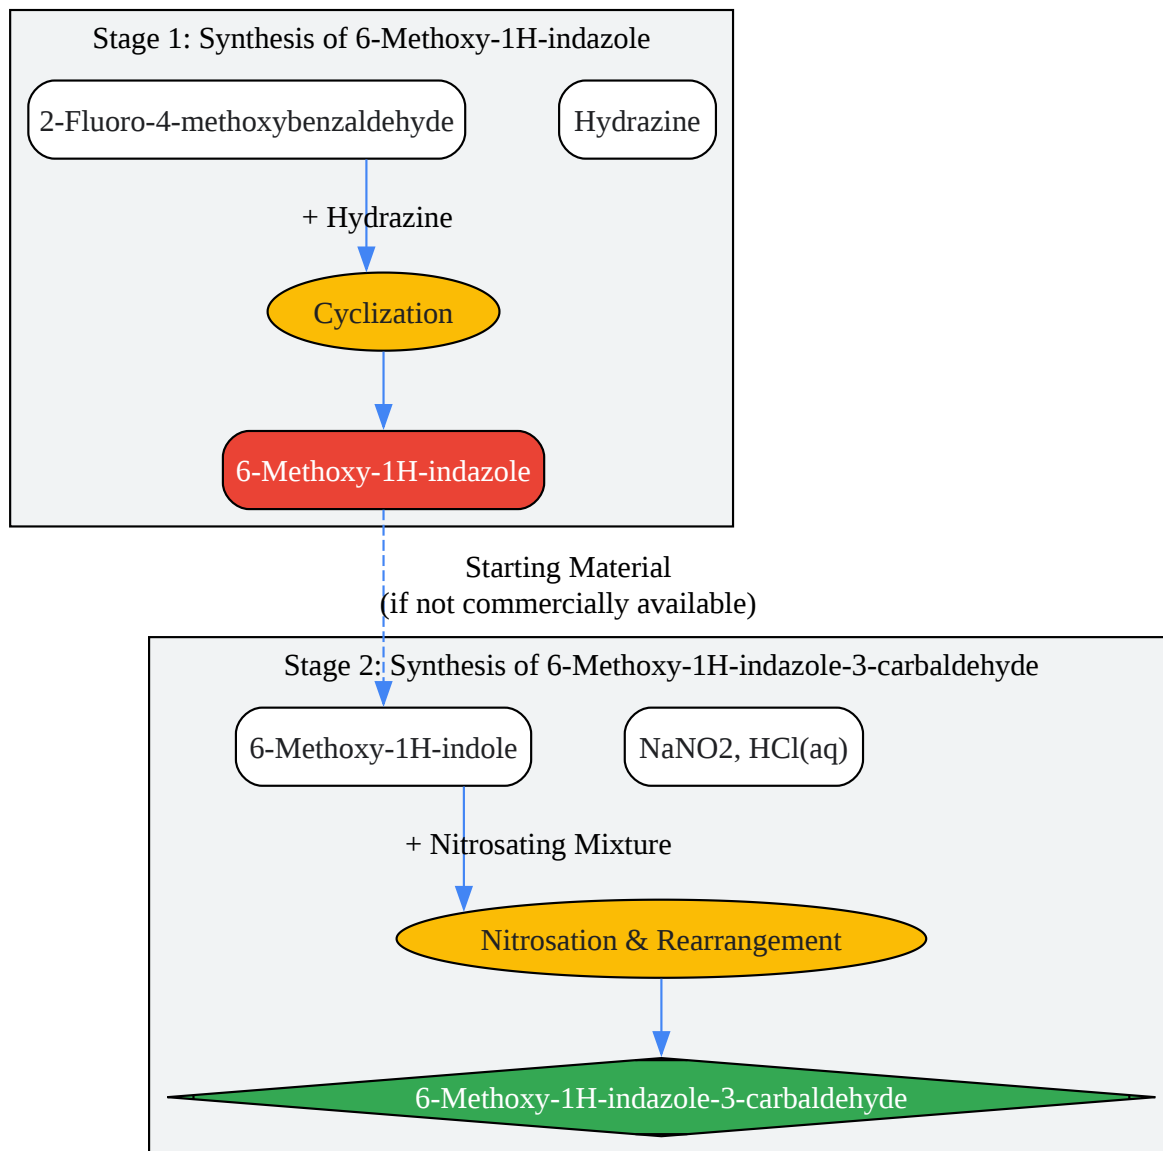 Stage 1: Synthesis of 6-Methoxy-1H-indazole
2-Fluoro-4-methoxybenzaldehyde
Hydrazine
+ Hydrazine
Cyclization
6-Methoxy-1H-indazole
Starting Material
(if not commercially available)
Stage 2: Synthesis of 6-Methoxy-1H-indazole-3-carbaldehyde
6-Methoxy-1H-indole
NaNO2, HCl(aq)
+ Nitrosating Mixture
Nitrosation & Rearrangement
6-Methoxy-1H-indazole-3-carbaldehyde